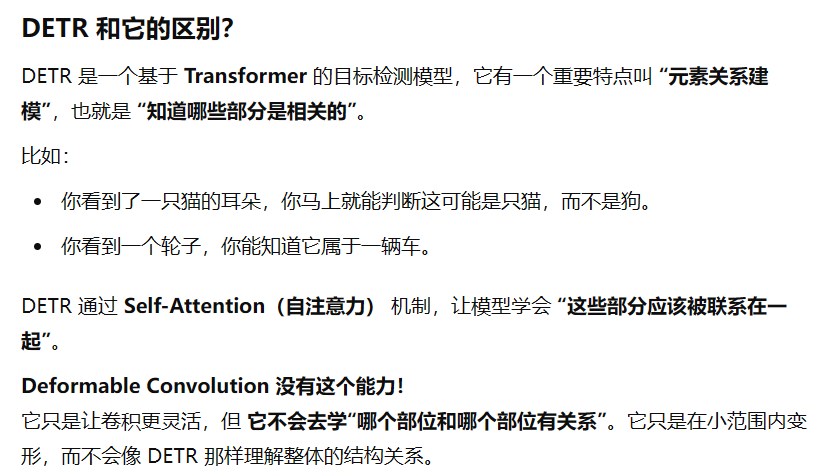 DETR 和它的区别？
DETR 是一个基于 Transformer 的目标检测模型，它有一个重要特点叫 “元素关系建
模”，也就是 “知道哪些部分是相关的”。
比如：
• 你看到了一只猫的耳朵，你马上就能判断这可能是只猫，而不是狗。
• 你看到一个轮子，你能知道它属于一辆车。
DETR 通过 Self-Attention（自注意力） 机制，让模型学会 “这些部分应该被联系在一
起”。
Deformable Convolution 没有这个能力！
它只是让卷积更灵活，但 它不会去学“哪个部位和哪个部位有关系”。它只是在小范围内变
形，而不会像 DETR 那样理解整体的结构关系。